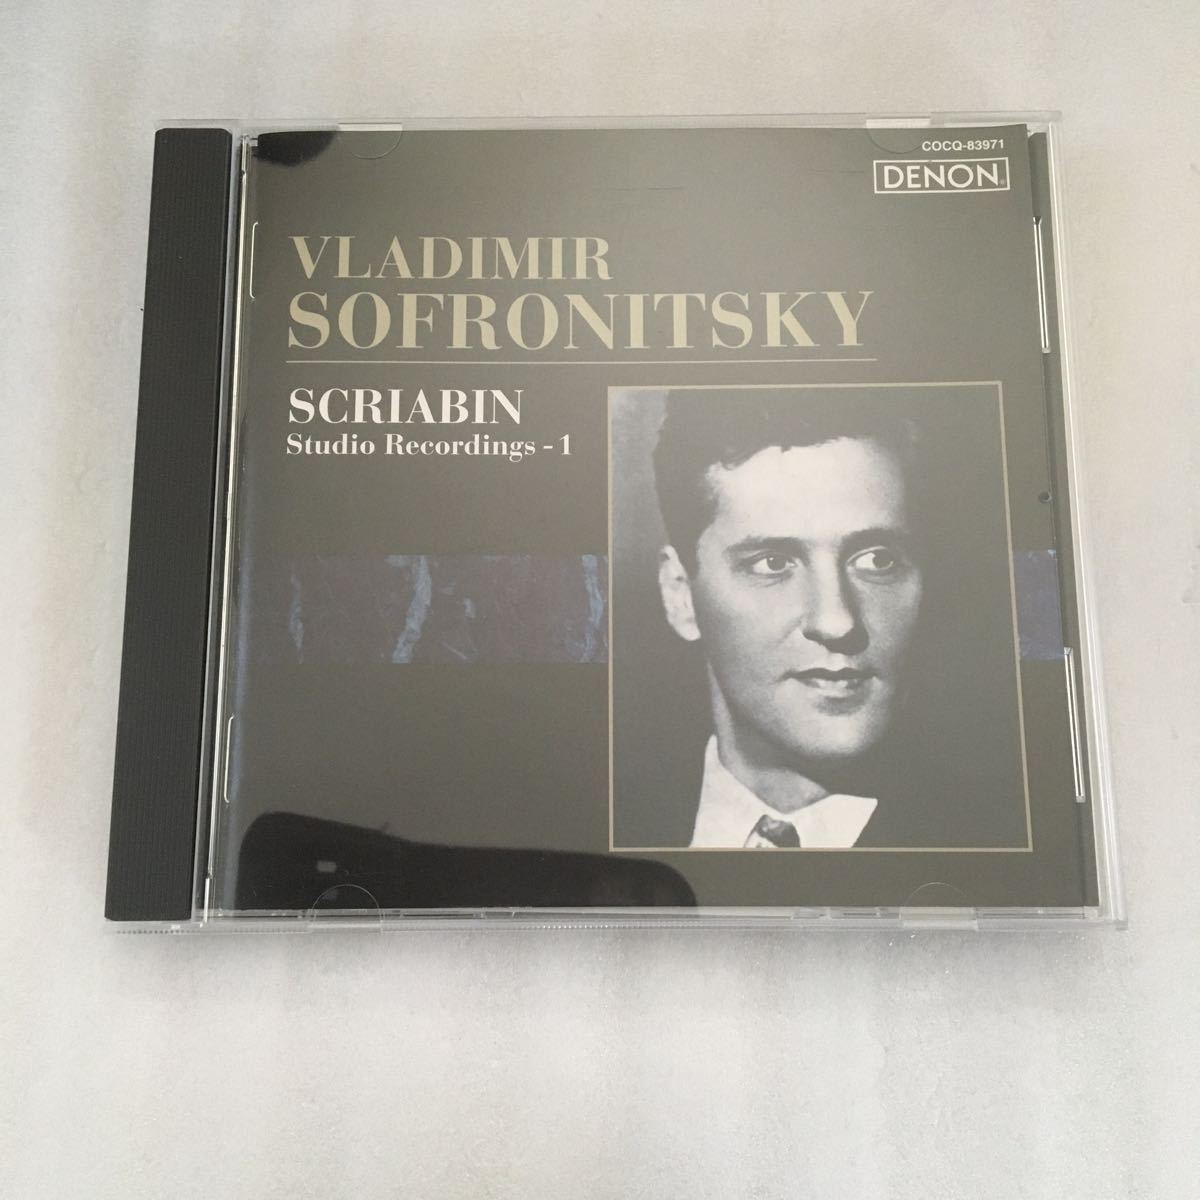 COCQ-83971
DENON
VLADIMIR
SOFRONITSKY
SCRIABIN
Studio Recordings - 1